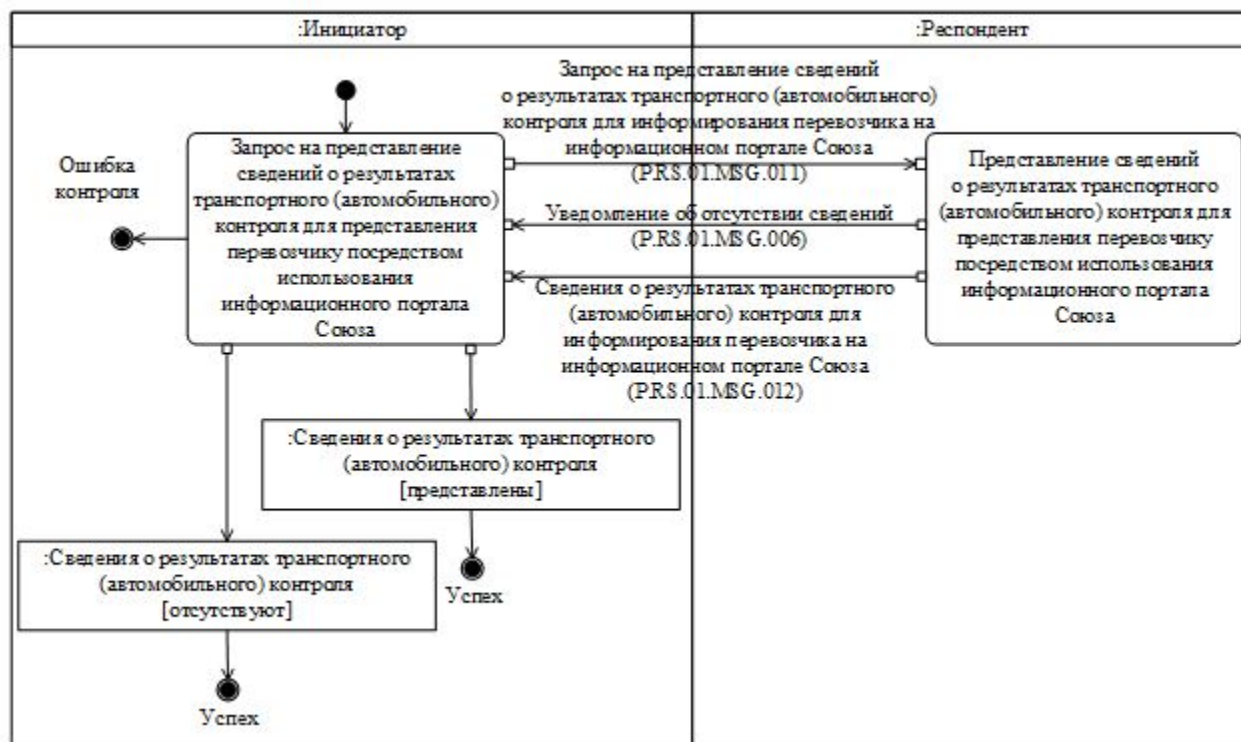 :Инициатор
:Респондент
Запрос на представление сведений
о результатах транспортного (автомобильного)
контроля для информирования перевозчика на
информационном портале Союза
(P.RS.01.MSG.011)
Ошибка
контроля
Запрос на представление
сведений о результатах
транспортного (автомобильного)
контроля для представления
перевозчику посредством
использования
информационного портала
Союза
Уведомление об отсутствии сведений
(P.RS.01.MSG.006)
Представление сведений
о результатах транспортного
(автомобильного) контроля для
представления перевозчику
посредством использования
информационного портала
Союза
Сведения о результатах транспортного
(автомобильного) контроля для
информирования перевозчика на
информационном портале Союза
(P.RS.01.MSG.012)
:Сведения о результатах транспортного
(автомобильного) контроля
[представлены]
Успех
:Сведения о результатах транспортного
(автомобильного) контроля
[отсутствуют]
Успех